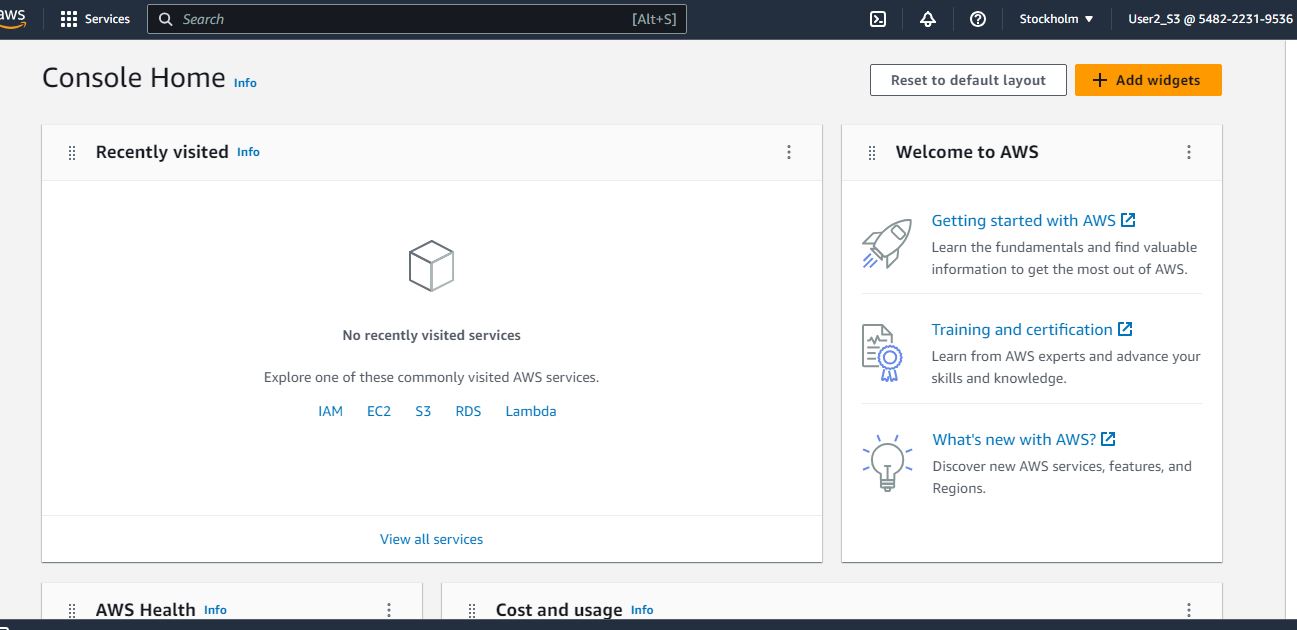 aws
Services
Search
[Alt+S]
Stockholm
User2_S3 @ 5482-2231-9536
Console Home Info
Reset to default layout
Add widgets
Recently visited Info
No recently visited services
Explore one of these commonly visited AWS services.
IAM EC2 S3 RDS Lambda
View all services
Welcome to AWS
Getting started with AWS
Learn the fundamentals and find valuable
information to get the most out of AWS.
Training and certification
Learn from AWS experts and advance your
skills and knowledge.
What's new with AWS?
Discover new AWS services, features, and
Regions.
AWS Health Info
Cost and usage Info